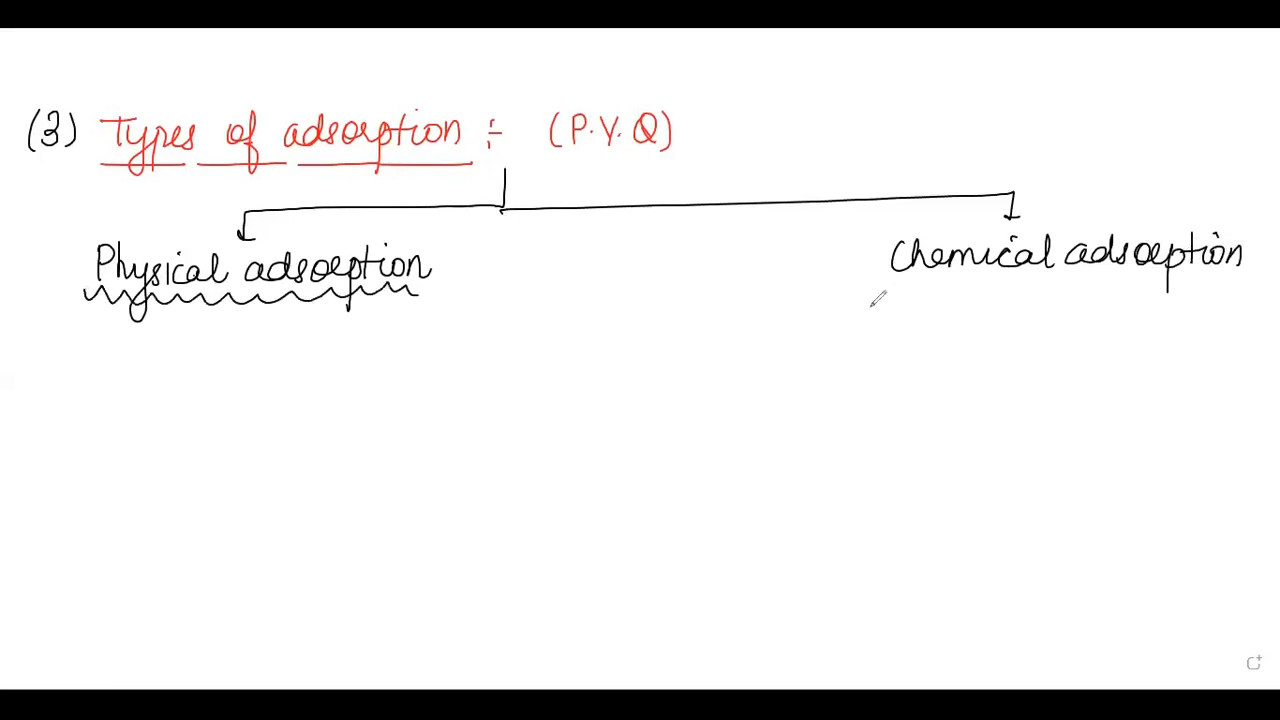 (3) Types of adsorption :- (P.Y.Q)
Physical adsorption
Chemical adsorption